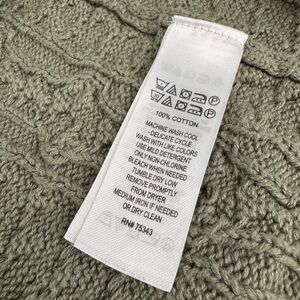 100% COTTON
MACHINE WASH COOL
- DELICATE CYCLE
WASH WITH LIKE COLORS
USE MILD DETERGENT
ONLY NON-CHLORINE
BLEACH WHEN NEEDED
TUMBLE DRY LOW
REMOVE PROMPTLY
FROM DRYER
MEDIUM IRON IF NEEDED
OR DRY CLEAN
RN# 75343